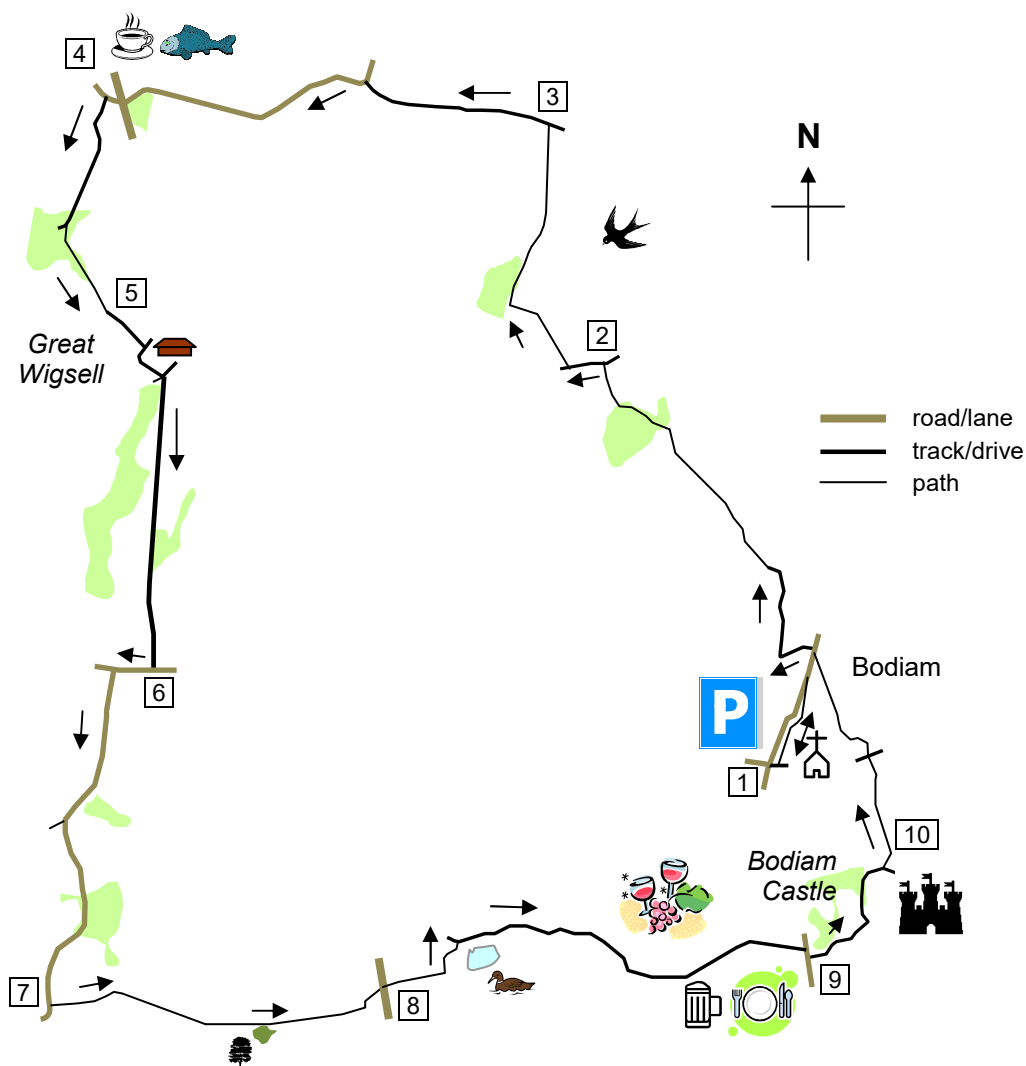 4
3
N
5
Great
Wigsell
2
road/lane
track/drive
path
6
Bodiam
P
1
10
Bodiam
Castle
7
8
9